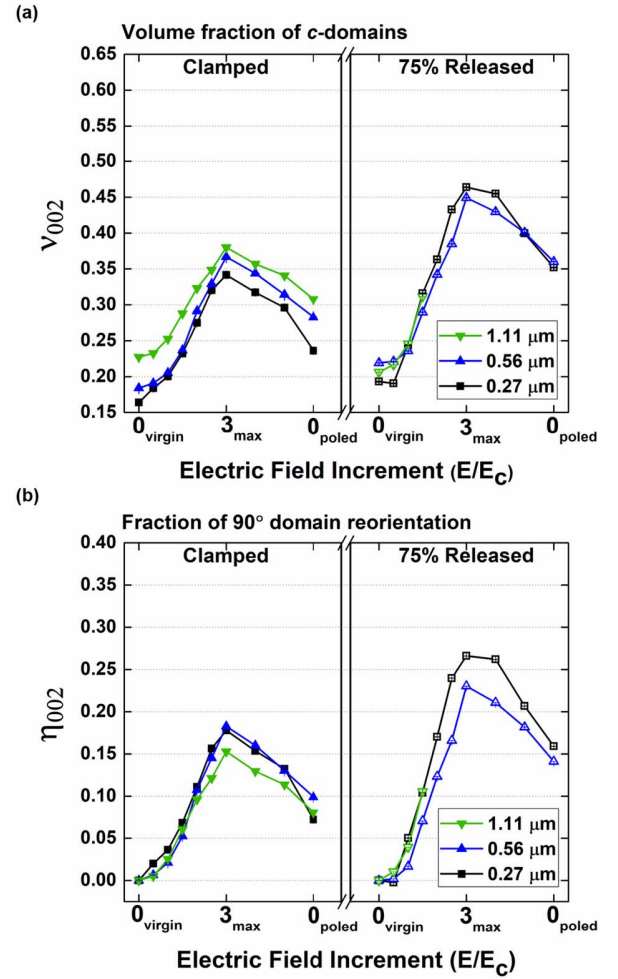 (a)
Volume fraction of c-domains
Clamped
75% Released
0.65
0.60
0.55
0.50
0.45
0.40
0.35
0.30
0.25
0.20
0.15
ν002
1.11 μm
0.56 μm
0.27 μm
0virgin 3max 0poled 0virgin 3max 0poled
Electric Field Increment (E/Ec)
(b)
Fraction of 90° domain reorientation
Clamped
75% Released
0.40
0.35
0.30
0.25
0.20
0.15
0.10
0.05
0.00
η002
1.11 μm
0.56 μm
0.27 μm
0virgin 3max 0poled 0virgin 3max 0poled
Electric Field Increment (E/Ec)